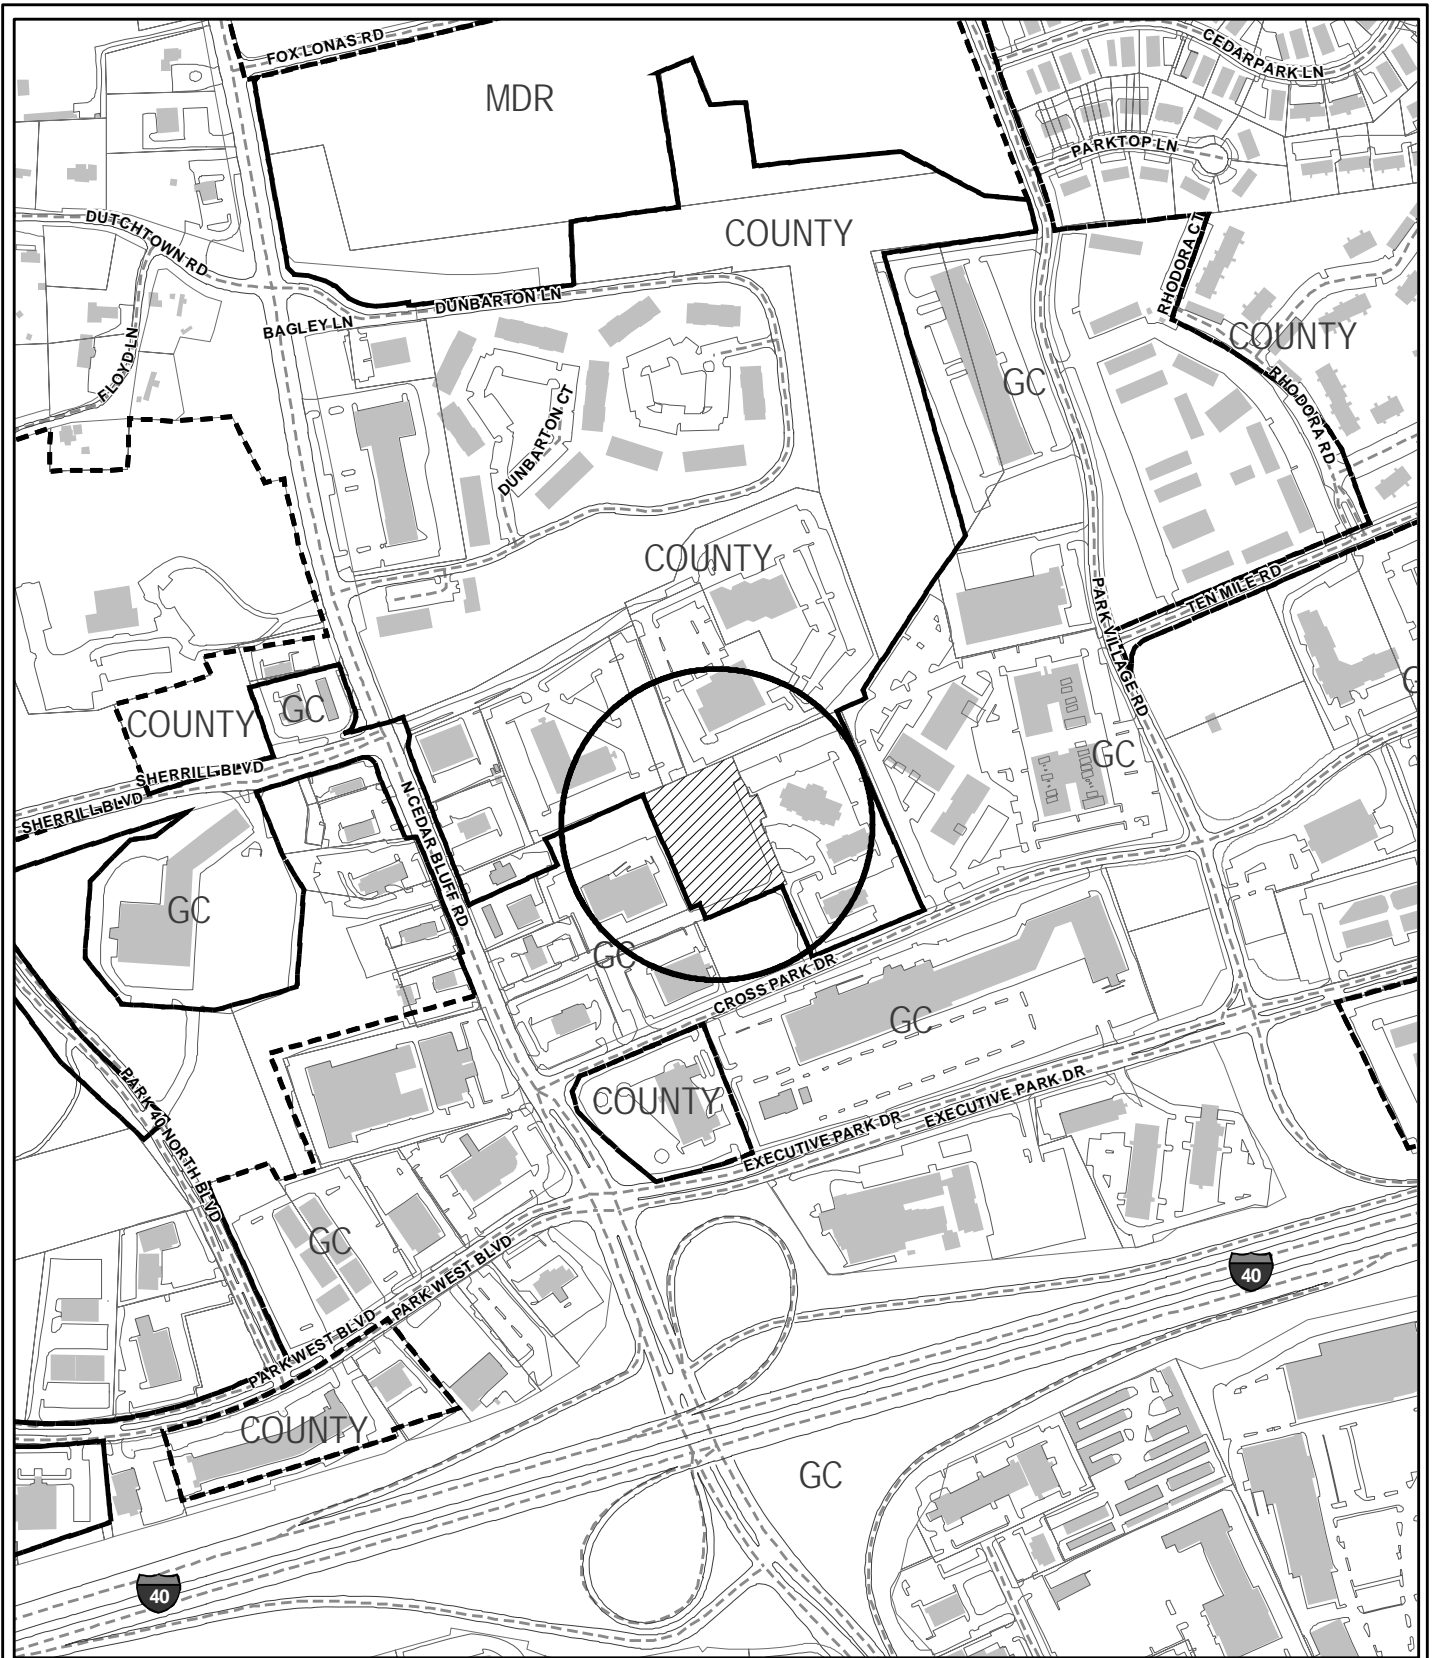 FOX LONAS RD
CEDARPARK LN
MDR
PARKTOP LN
DUTCHTOWN RD
COUNTY
RHODORA CT
DUNBARTON LN
BAGLEY LN
COUNTY
FLOYD LN
GC
RHODORA RD
DUNBARTON CT
COUNTY
TEN MILE RD
PARK VILLAGE RD
GC
COUNTY
SHERRILL BLVD
SHERRILL BLVD
N CEDAR BLUFF RD
GC
GC
GC
CROSS PARK DR
GC
COUNTY
EXECUTIVE PARK DR
EXECUTIVE PARK DR
PARK 40 NORTH BLVD
GC
PARK WEST BLVD
PARK WEST BLVD
40
COUNTY
GC
40